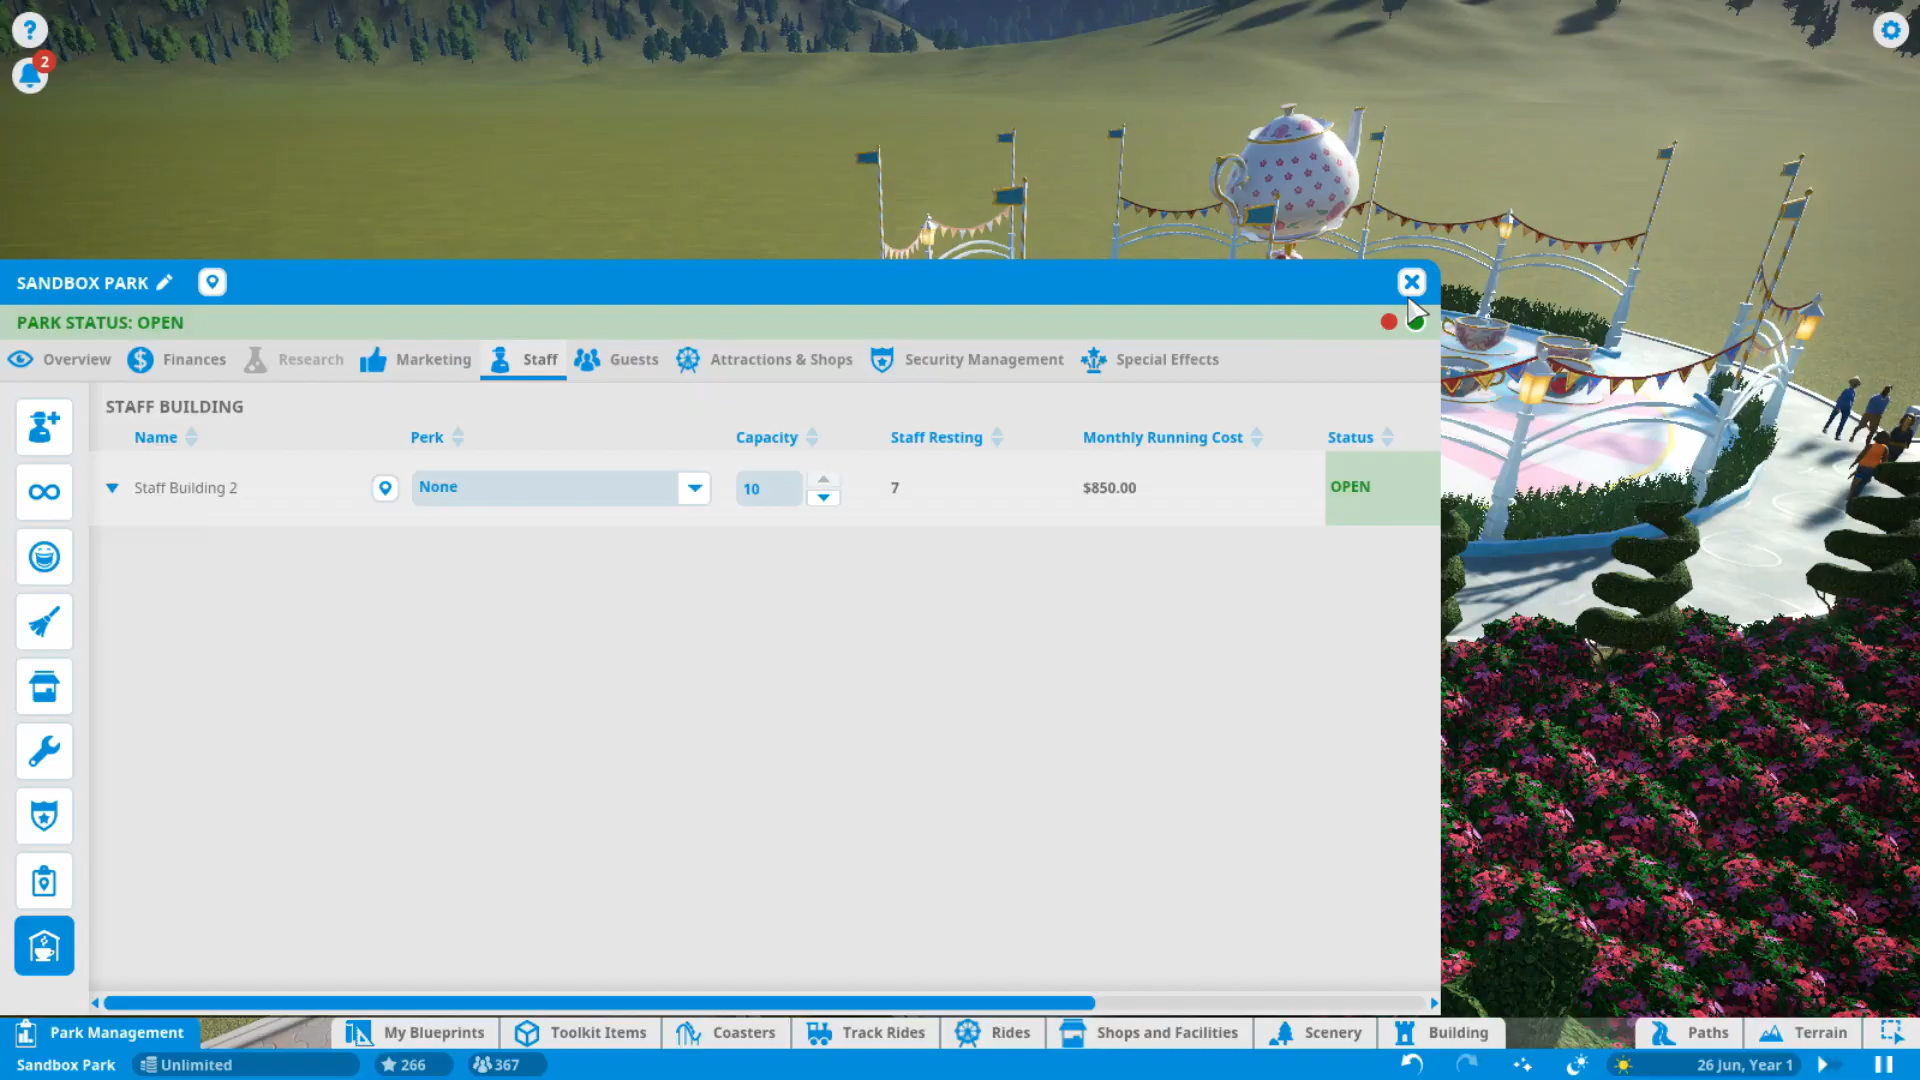 ?
2
SANDBOX PARK
PARK STATUS: OPEN
Overview Finances Research Marketing Staff Guests Attractions & Shops Security Management Special Effects
STAFF BUILDING
Name Perk Capacity Staff Resting Monthly Running Cost Status
Staff Building 2 None 10 7 $850.00 OPEN
Park Management My Blueprints Toolkit Items Coasters Track Rides Rides Shops and Facilities Scenery Building Paths Terrain
Sandbox Park Unlimited 266 367 26 Jun, Year 1